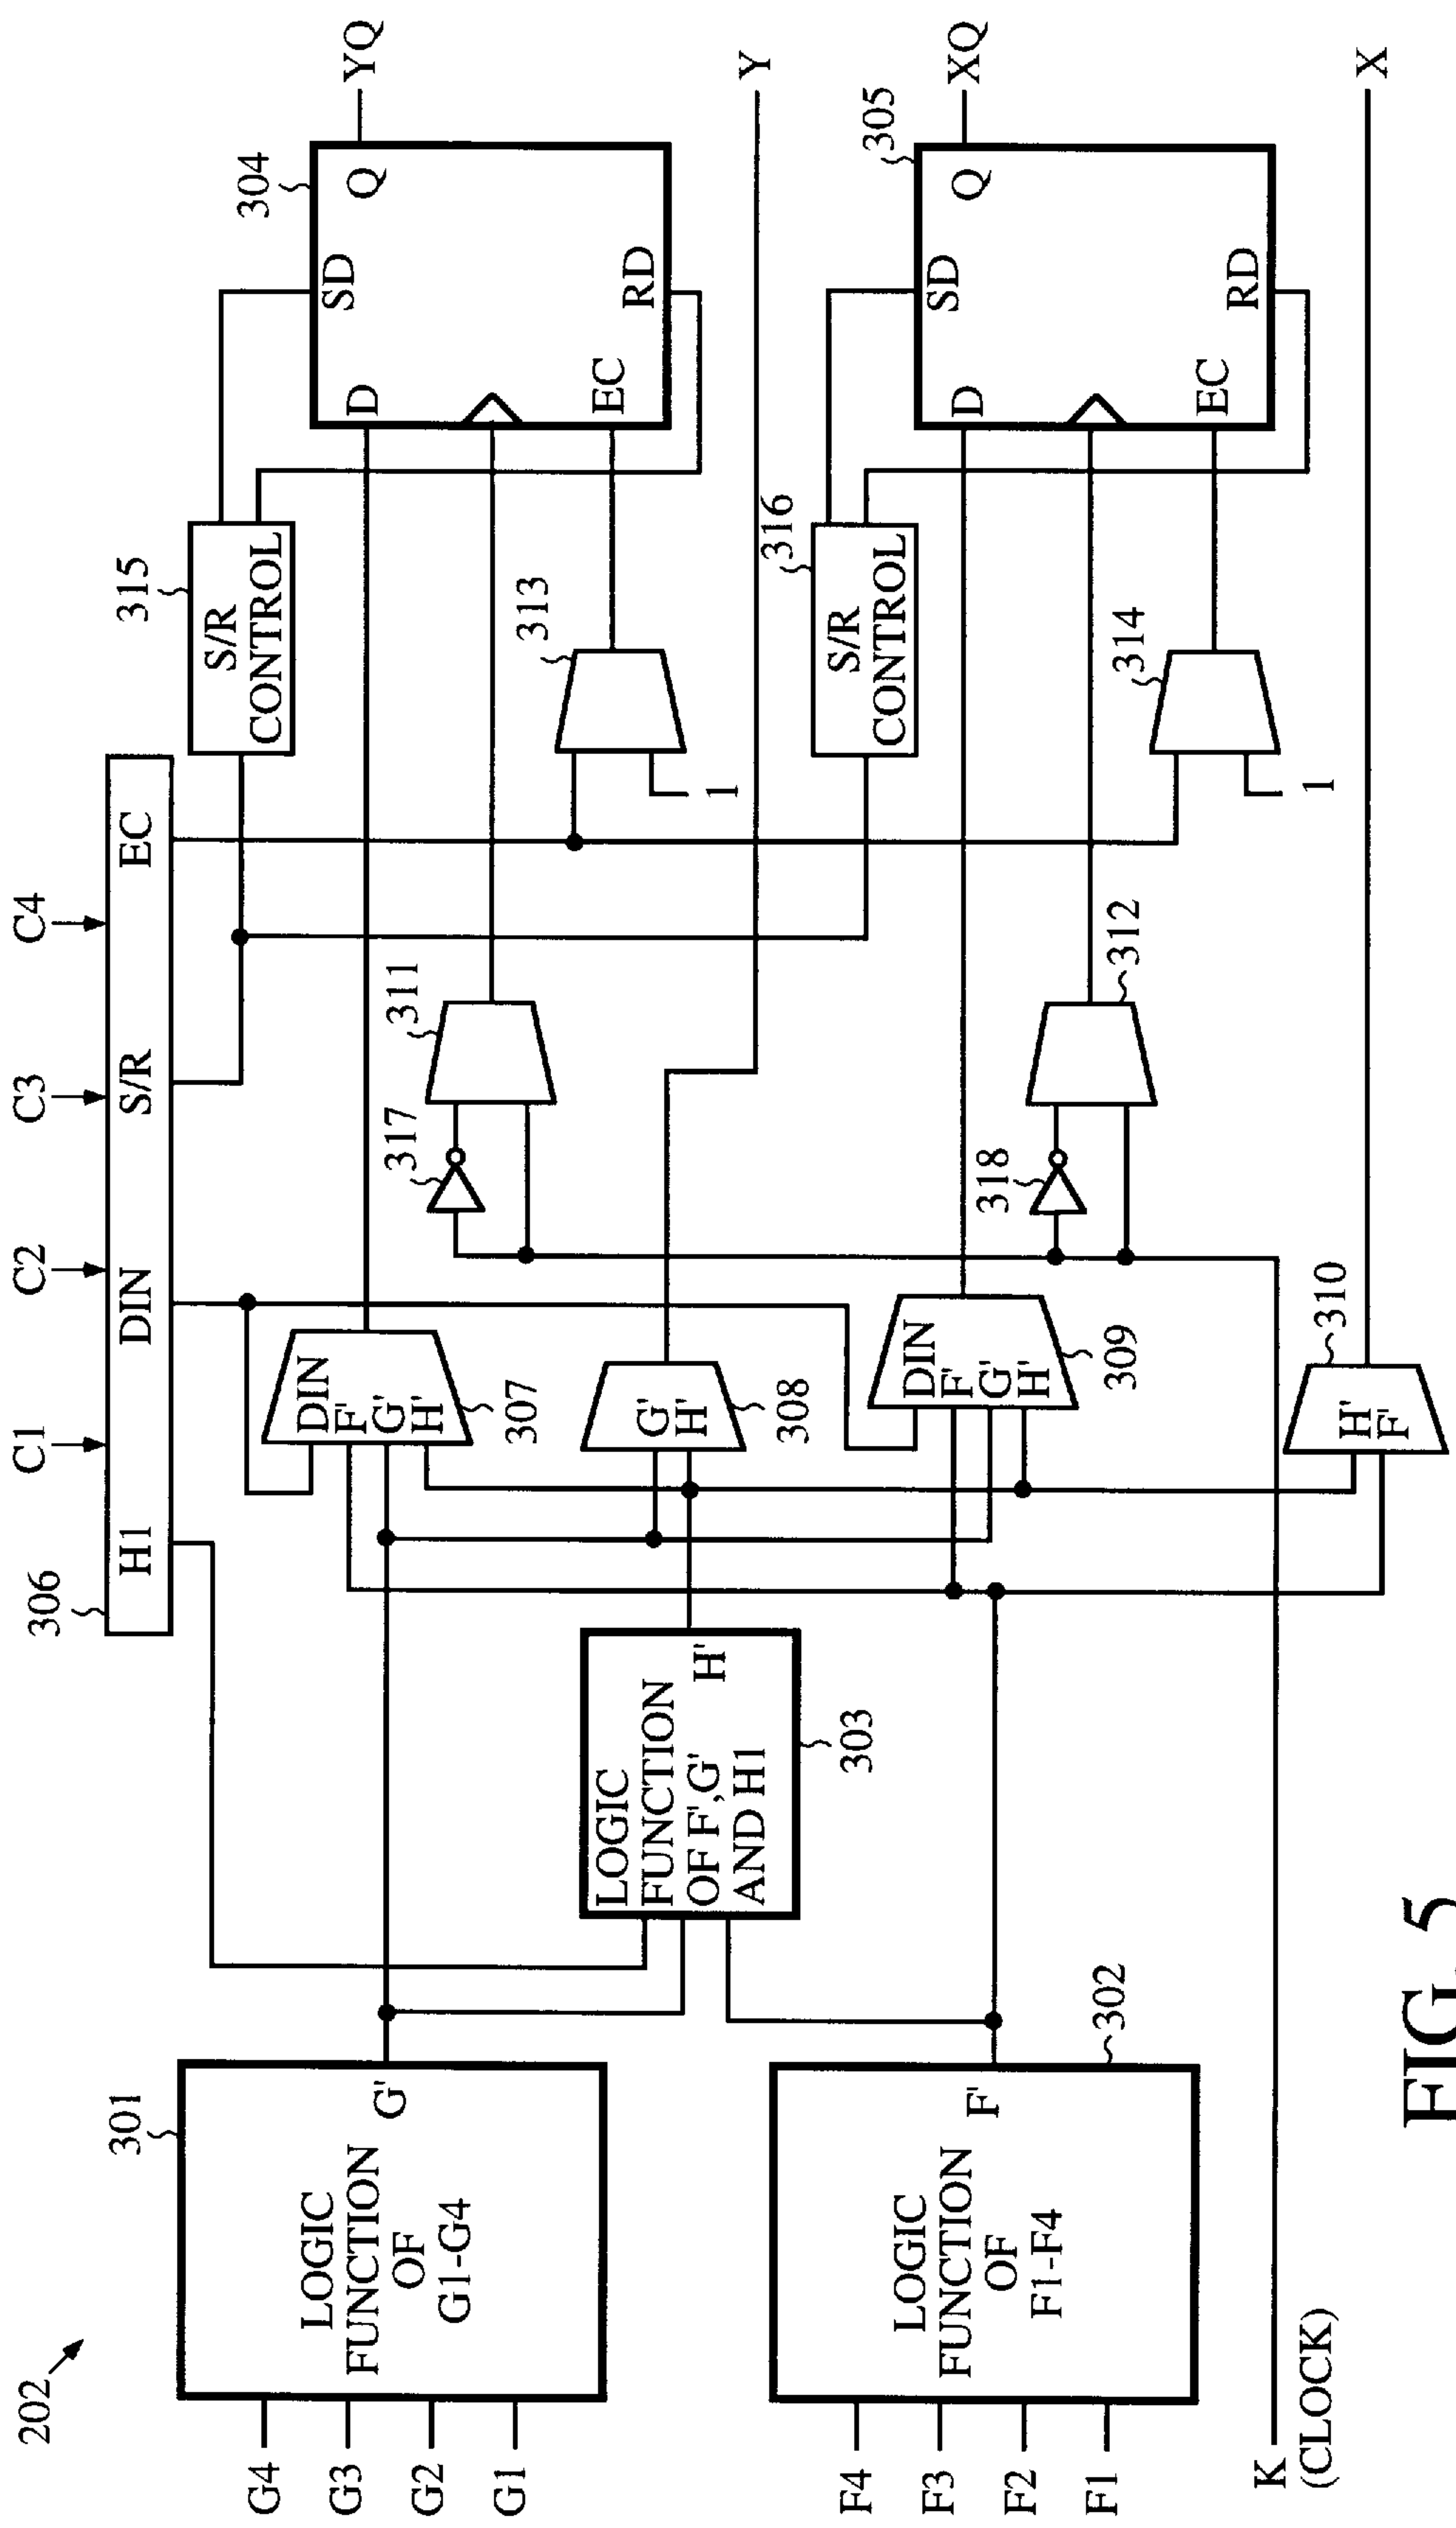 202
C1
C2
C3
C4
306
H1
DIN
S/R
EC
315
S/R
CONTROL
304
D
SD
Q
EC
RD
YQ
301
LOGIC
FUNCTION
OF
G1-G4
G'
G4
G3
G2
G1
DIN
F'
G'
H'
307
317
311
313
1
Y
G'
H'
308
LOGIC
FUNCTION
OF F',G'
AND H1
H'
303
316
S/R
CONTROL
305
D
SD
Q
EC
RD
XQ
302
LOGIC
FUNCTION
OF
F1-F4
F'
F4
F3
F2
F1
DIN
F'
G'
H'
309
318
312
314
1
K
(CLOCK)
H'
F'
310
X
FIG. 5